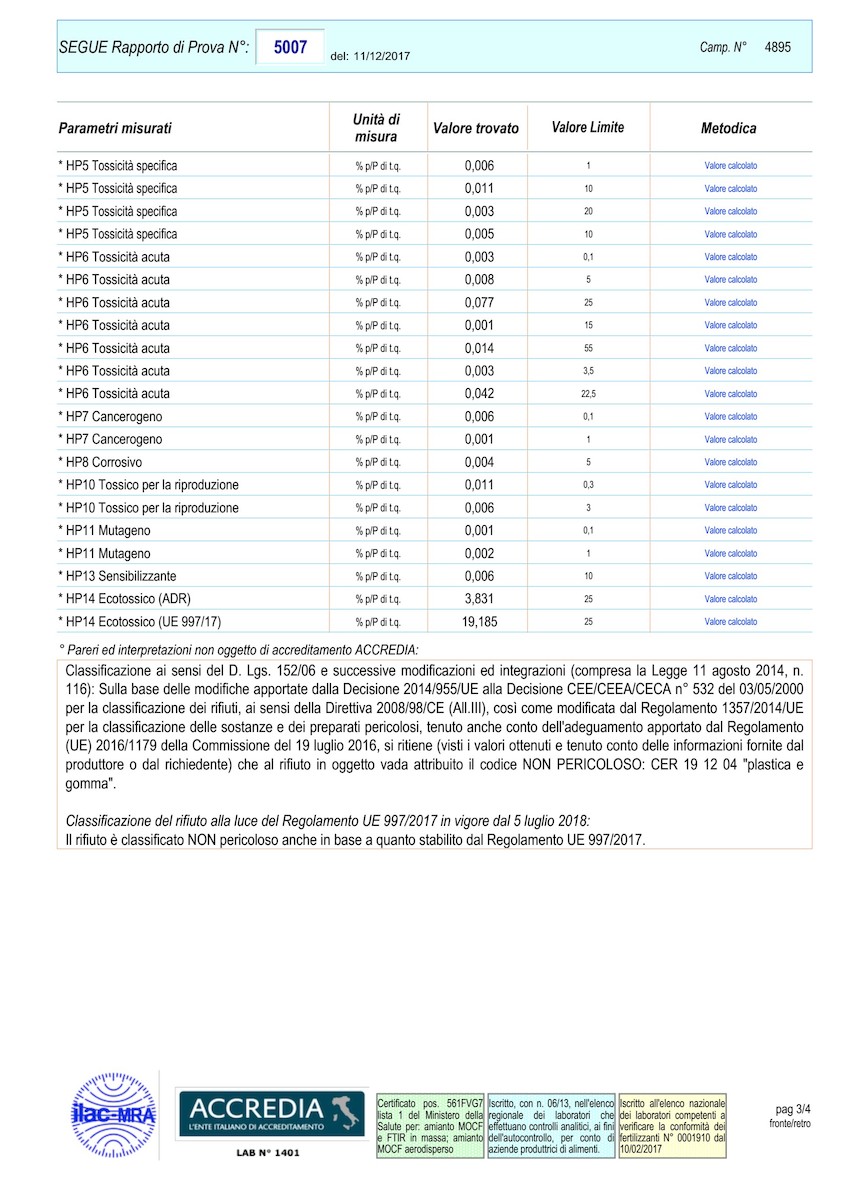 SEGUE Rapporto di Prova N°: 5007 del: 11/12/2017 Camp. N° 4895
Parametri misurati Unità di misura Valore trovato Valore Limite Metodica
* HP5 Tossicità specifica % p/P di t.q. 0,006 1 Valore calcolato
* HP5 Tossicità specifica % p/P di t.q. 0,011 10 Valore calcolato
* HP5 Tossicità specifica % p/P di t.q. 0,003 20 Valore calcolato
* HP5 Tossicità specifica % p/P di t.q. 0,005 10 Valore calcolato
* HP6 Tossicità acuta % p/P di t.q. 0,003 0,1 Valore calcolato
* HP6 Tossicità acuta % p/P di t.q. 0,008 5 Valore calcolato
* HP6 Tossicità acuta % p/P di t.q. 0,077 25 Valore calcolato
* HP6 Tossicità acuta % p/P di t.q. 0,001 15 Valore calcolato
* HP6 Tossicità acuta % p/P di t.q. 0,014 55 Valore calcolato
* HP6 Tossicità acuta % p/P di t.q. 0,003 3,5 Valore calcolato
* HP6 Tossicità acuta % p/P di t.q. 0,042 22,5 Valore calcolato
* HP7 Cancerogeno % p/P di t.q. 0,006 0,1 Valore calcolato
* HP7 Cancerogeno % p/P di t.q. 0,001 1 Valore calcolato
* HP8 Corrosivo % p/P di t.q. 0,004 5 Valore calcolato
* HP10 Tossico per la riproduzione % p/P di t.q. 0,011 0,3 Valore calcolato
* HP10 Tossico per la riproduzione % p/P di t.q. 0,006 3 Valore calcolato
* HP11 Mutageno % p/P di t.q. 0,001 0,1 Valore calcolato
* HP11 Mutageno % p/P di t.q. 0,002 1 Valore calcolato
* HP13 Sensibilizzante % p/P di t.q. 0,006 10 Valore calcolato
* HP14 Ecotossico (ADR) % p/P di t.q. 3,831 25 Valore calcolato
* HP14 Ecotossico (UE 997/17) % p/P di t.q. 19,185 25 Valore calcolato
° Pareri ed interpretazioni non oggetto di accreditamento ACCREDIA:
Classificazione ai sensi del D. Lgs. 152/06 e successive modificazioni ed integrazioni (compresa la Legge 11 agosto 2014, n.
116): Sulla base delle modifiche apportate dalla Decisione 2014/955/UE alla Decisione CEE/CEEA/CECA n° 532 del 03/05/2000
per la classificazione dei rifiuti, ai sensi della Direttiva 2008/98/CE (All.III), così come modificata dal Regolamento 1357/2014/UE
per la classificazione delle sostanze e dei preparati pericolosi, tenuto anche conto dell'adeguamento apportato dal Regolamento
(UE) 2016/1179 della Commissione del 19 luglio 2016, si ritiene (visti i valori ottenuti e tenuto conto delle informazioni fornite dal
produttore o dal richiedente) che al rifiuto in oggetto vada attribuito il codice NON PERICOLOSO: CER 19 12 04 "plastica e
gomma".
Classificazione del rifiuto alla luce del Regolamento UE 997/2017 in vigore dal 5 luglio 2018:
Il rifiuto è classificato NON pericoloso anche in base a quanto stabilito dal Regolamento UE 997/2017.
ilac-MRA
ACCREDIA
L'ENTE ITALIANO DI ACCREDITAMENTO
LAB N° 1401
Certificato pos. 561FVG7
lista 1 del Ministero della
Salute per: amianto MOCF
e FTIR in massa; amianto
MOCF aerodisperso
Iscritto, con n. 06/13, nell'elenco
regionale dei laboratori che
effettuano controlli analitici, ai fini
dell'autocontrollo, per conto di
aziende produttrici di alimenti.
Iscritto all'elenco nazionale
dei laboratori competenti a
verificare la conformità dei
fertilizzanti N° 0001910 dal
10/02/2017
pag 3/4
fronte/retro